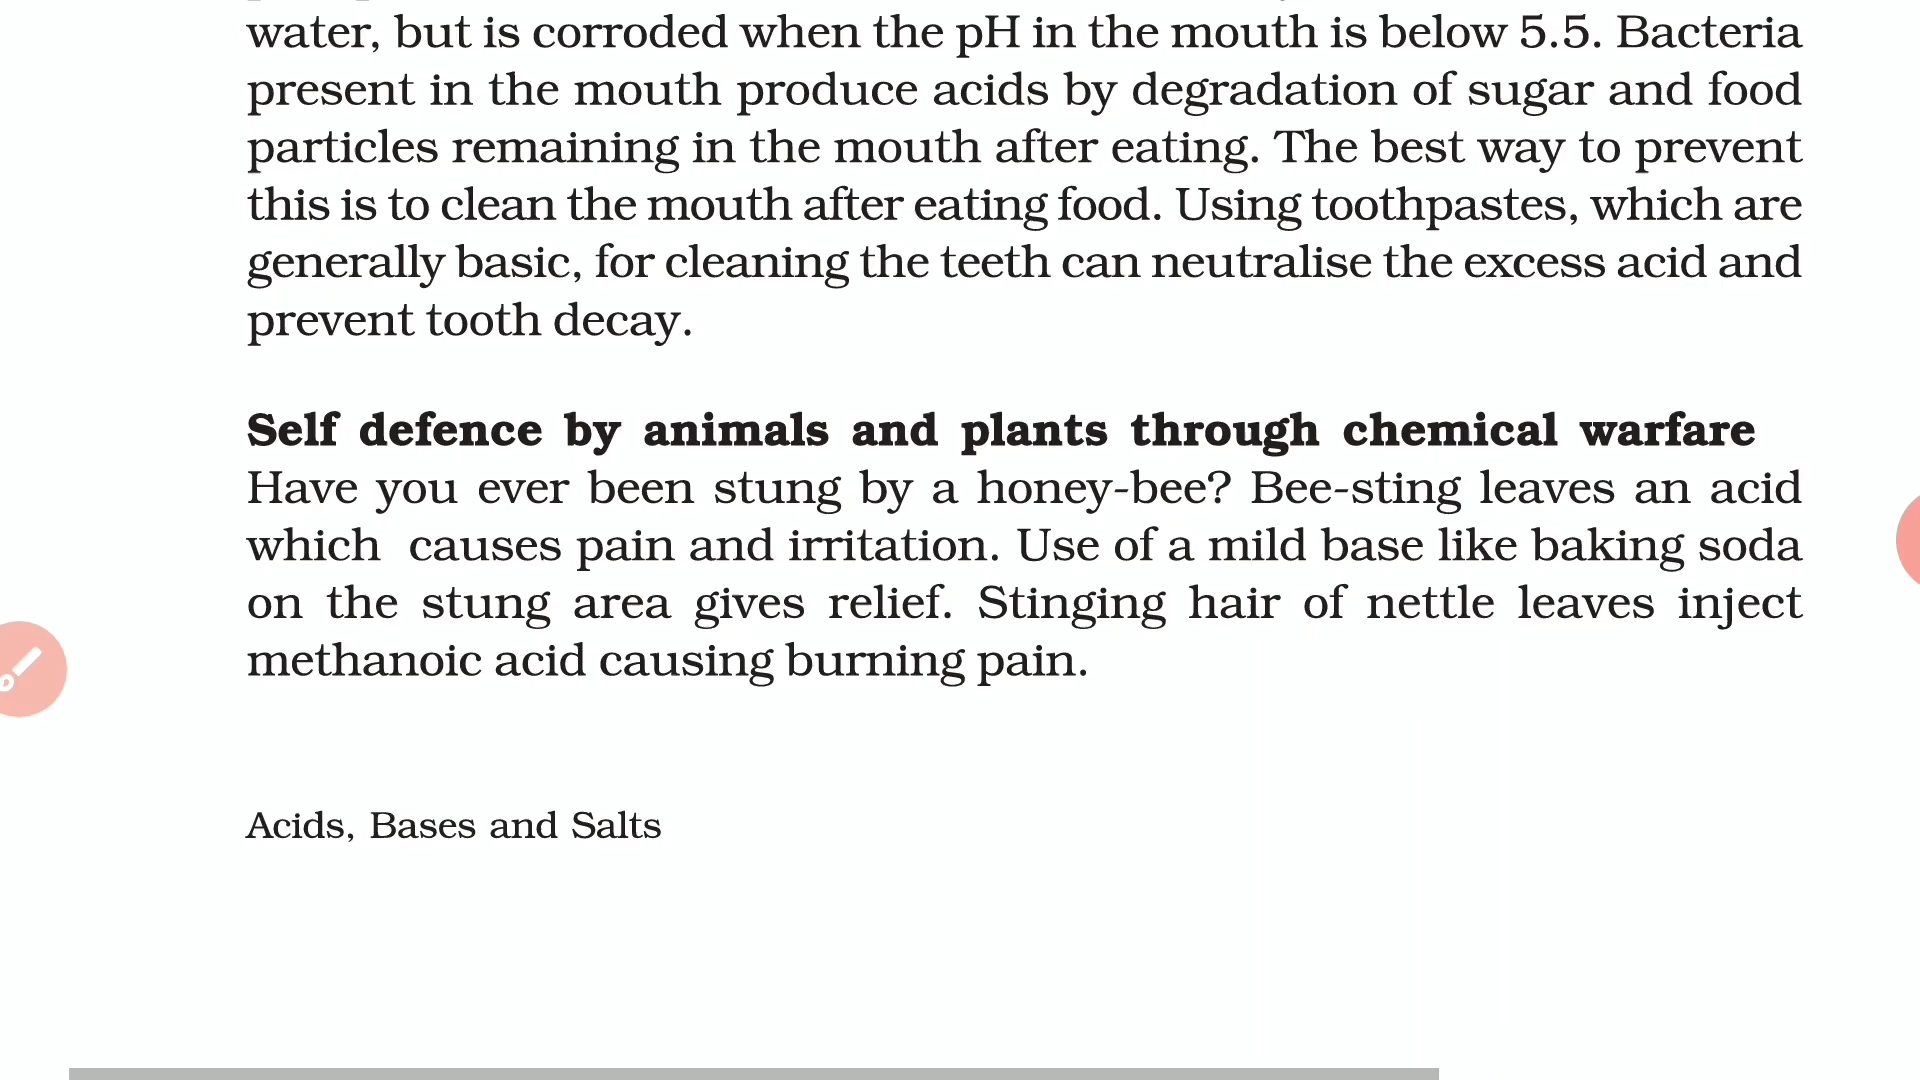 water, but is corroded when the pH in the mouth is below 5.5. Bacteria
present in the mouth produce acids by degradation of sugar and food
particles remaining in the mouth after eating. The best way to prevent
this is to clean the mouth after eating food. Using toothpastes, which are
generally basic, for cleaning the teeth can neutralise the excess acid and
prevent tooth decay.
Self defence by animals and plants through chemical warfare
Have you ever been stung by a honey-bee? Bee-sting leaves an acid
which causes pain and irritation. Use of a mild base like baking soda
on the stung area gives relief. Stinging hair of nettle leaves inject
methanoic acid causing burning pain.
Acids, Bases and Salts